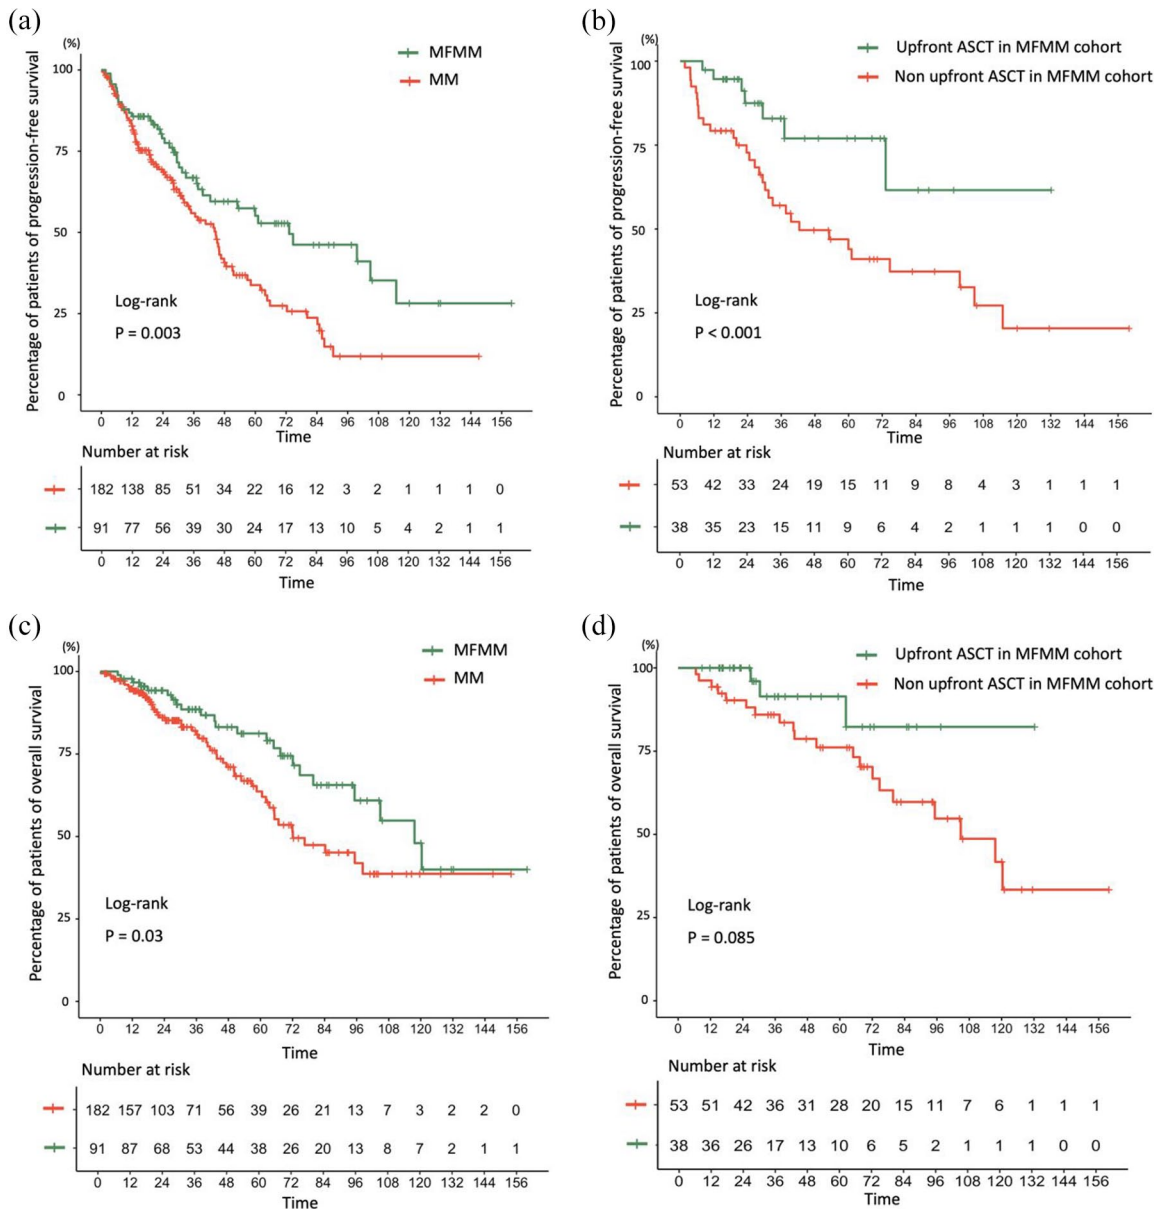 (a)
(%)
MFMM
MM
Percentage of patients of progression-free survival
100
75
50
25
0
Log-rank
P = 0.003
0 12 24 36 48 60 72 84 96 108 120 132 144 156
Time
Number at risk
182 138 85 51 34 22 16 12 3 2 1 1 1 0
91 77 56 39 30 24 17 13 10 5 4 2 1 1
0 12 24 36 48 60 72 84 96 108 120 132 144 156
Time
(b)
(%)
Upfront ASCT in MFMM cohort
Non upfront ASCT in MFMM cohort
Percentage of patients of progression-free survival
100
75
50
25
0
Log-rank
P < 0.001
0 12 24 36 48 60 72 84 96 108 120 132 144 156
Time
Number at risk
53 42 33 24 19 15 11 9 8 4 3 1 1 1
38 35 23 15 11 9 6 4 2 1 1 1 0 0
0 12 24 36 48 60 72 84 96 108 120 132 144 156
Time
(c)
(%)
MFMM
MM
Percentage of patients of overall survival
100
75
50
25
0
Log-rank
P = 0.03
0 12 24 36 48 60 72 84 96 108 120 132 144 156
Time
Number at risk
182 157 103 71 56 39 26 21 13 7 3 2 2 0
91 87 68 53 44 38 26 20 13 8 7 2 1 1
0 12 24 36 48 60 72 84 96 108 120 132 144 156
Time
(d)
(%)
Upfront ASCT in MFMM cohort
Non upfront ASCT in MFMM cohort
Percentage of patients of overall survival
100
75
50
25
0
Log-rank
P = 0.085
0 12 24 36 48 60 72 84 96 108 120 132 144 156
Time
Number at risk
53 51 42 36 31 28 20 15 11 7 6 1 1 1
38 36 26 17 13 10 6 5 2 1 1 1 0 0
0 12 24 36 48 60 72 84 96 108 120 132 144 156
Time